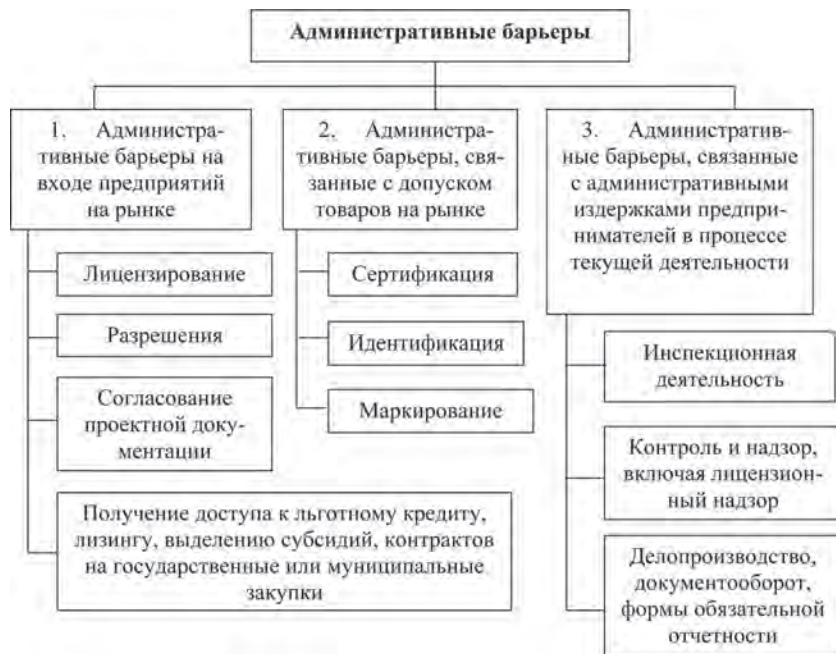 Административные барьеры
1. Администра-
тивные барьеры на
входе предприятий
на рынке
2. Администра-
тивные барьеры, свя-
занные с допуском
товаров на рынке
3. Административ-
ные барьеры, связанные
с административными
издержками предпри-
нимателей в процессе
текущей деятельности
Лицензирование
Разрешения
Согласование
проектной доку-
ментации
Получение доступа к льготному кредиту,
лизингу, выделению субсидий, контрактов
на государственные или муниципальные
закупки
Сертификация
Идентификация
Маркирование
Инспекционная
деятельность
Контроль и надзор,
включая лицензион-
ный надзор
Делопроизводство,
документооборот,
формы обязательной
отчетности